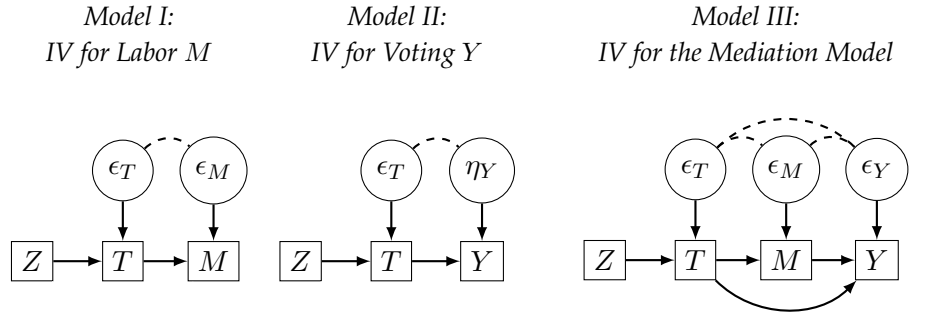 Model I:
IV for Labor M
Model II:
IV for Voting Y
Model III:
IV for the Mediation Model
ϵT ϵM
Z T M
ϵT ηY
Z T Y
ϵT ϵM ϵY
Z T M Y